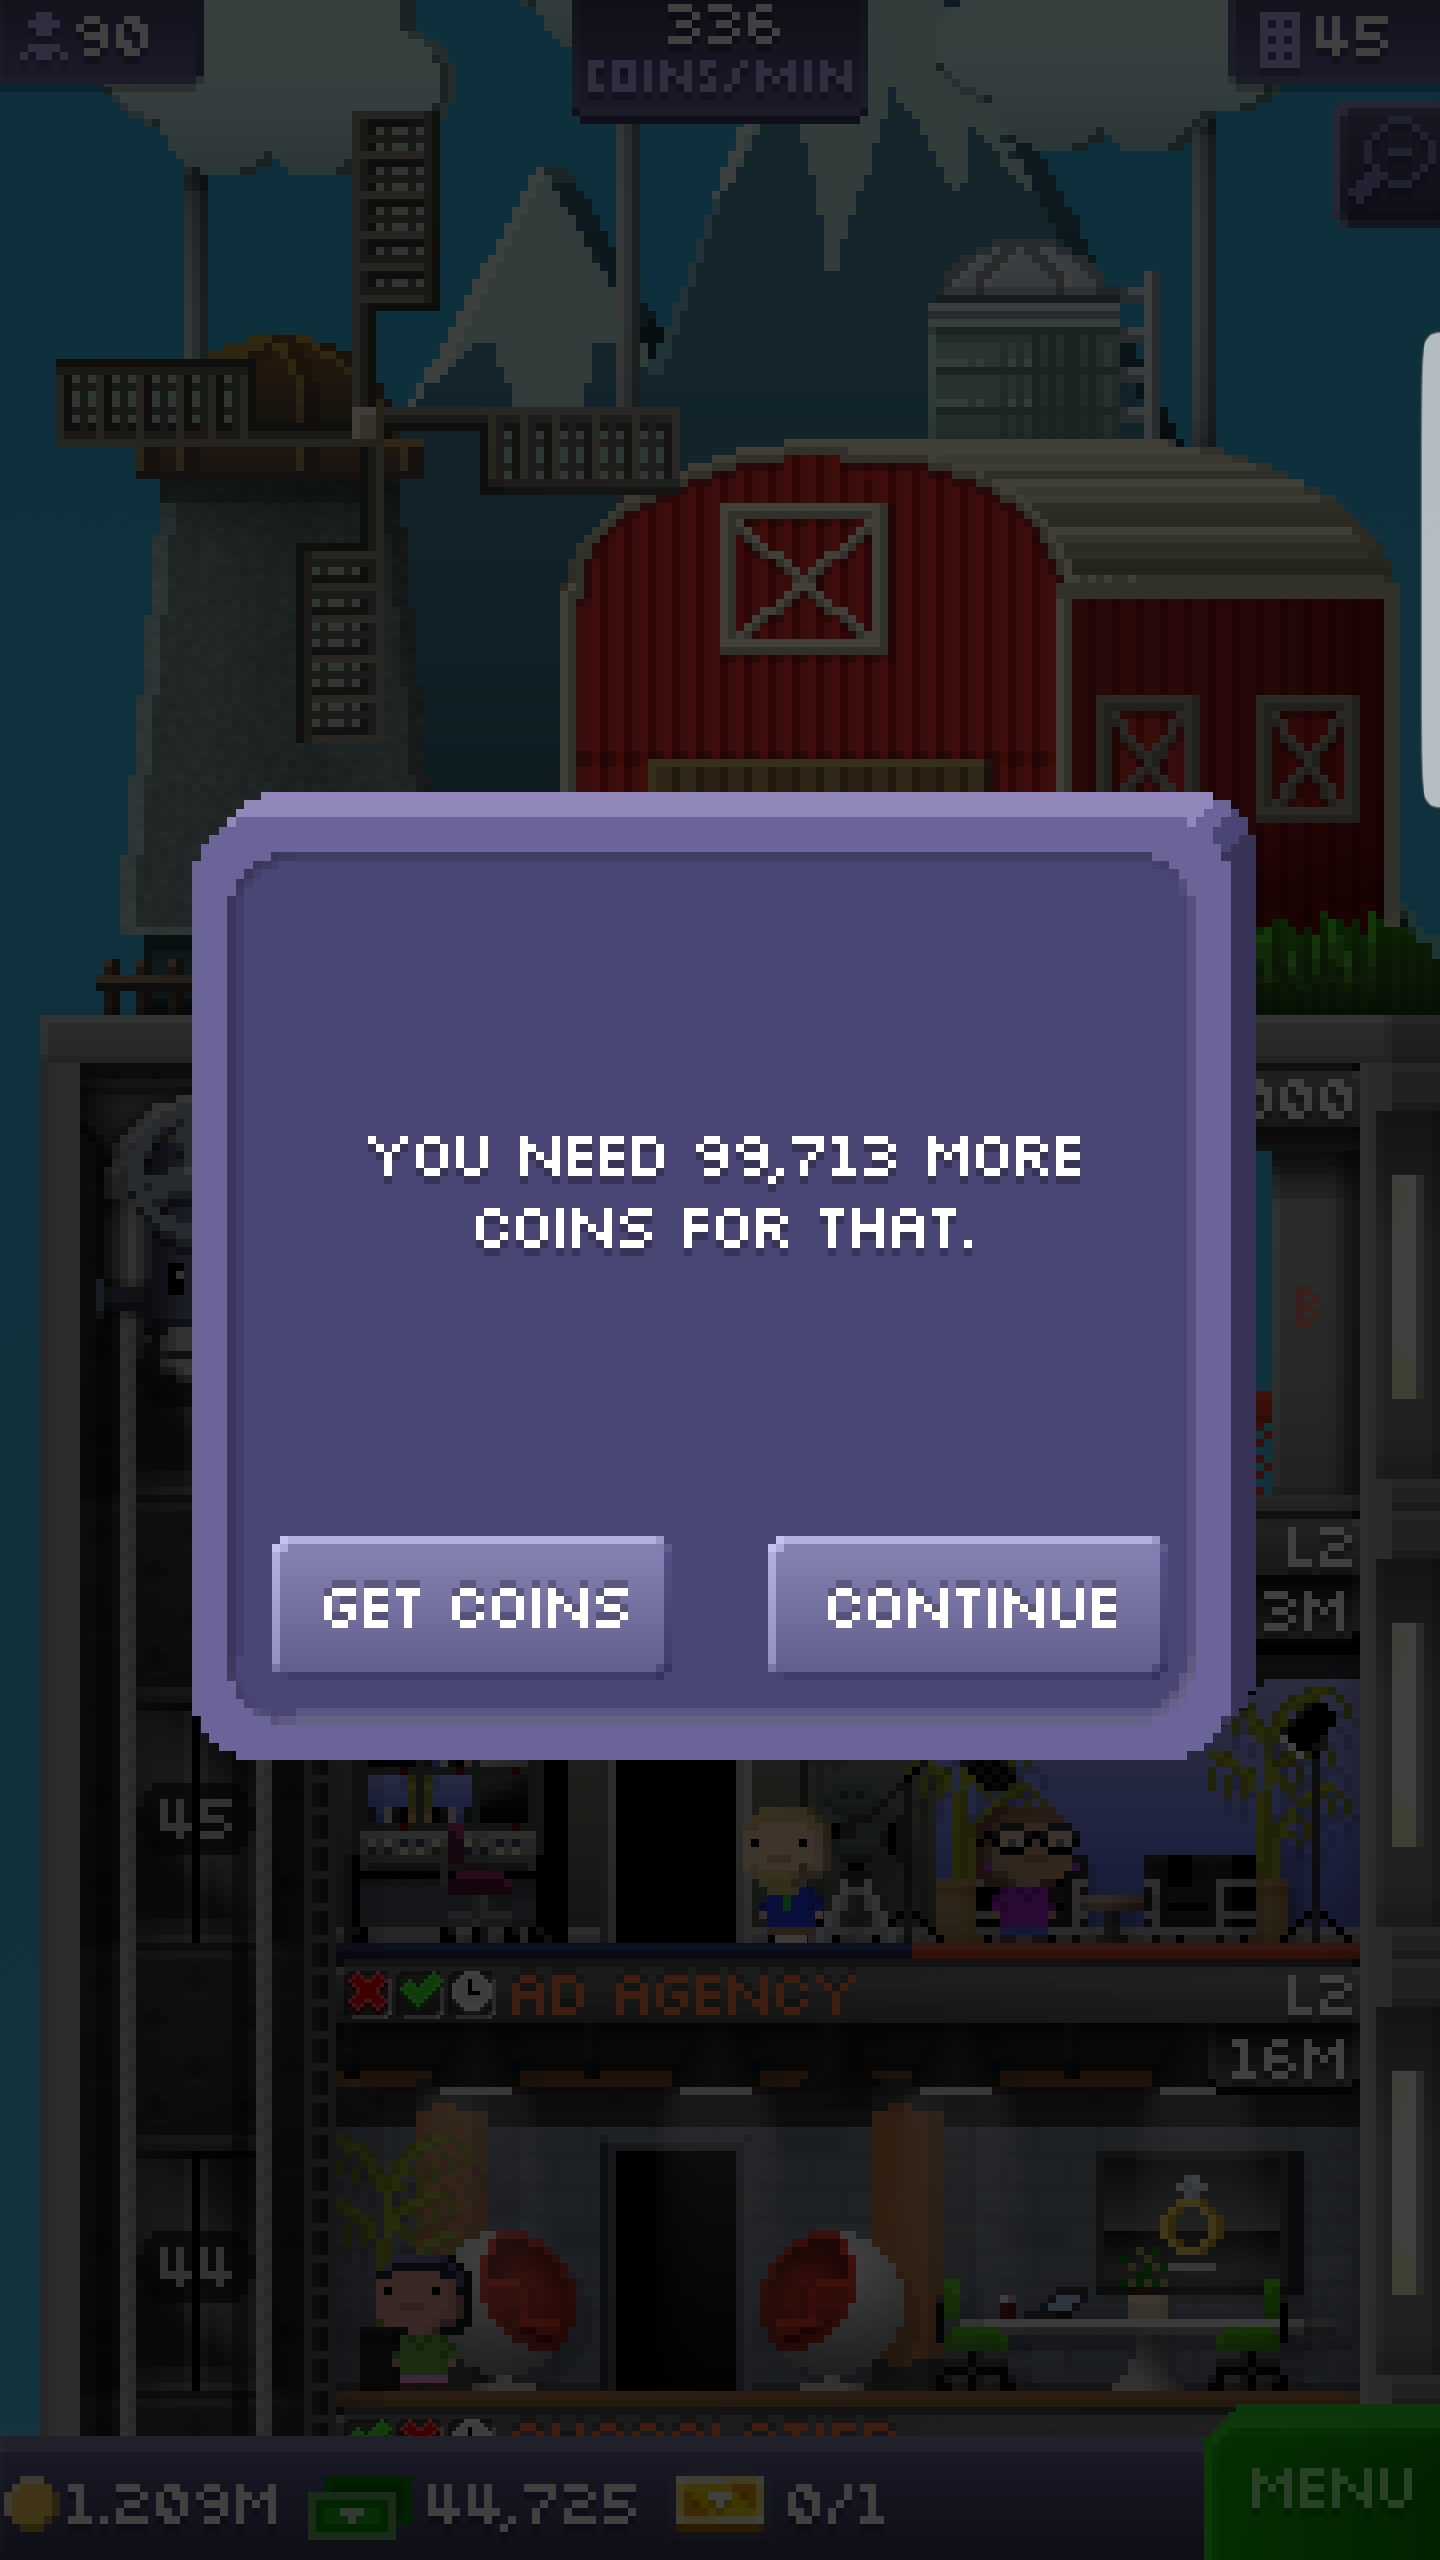 90
336
COINS/MIN
45
YOU NEED 99,713 MORE
COINS FOR THAT.
GET COINS
CONTINUE
000
B
L2
3M
45
AD AGENCY
L2
16M
44
1.209M
44,725
0/1
MENU